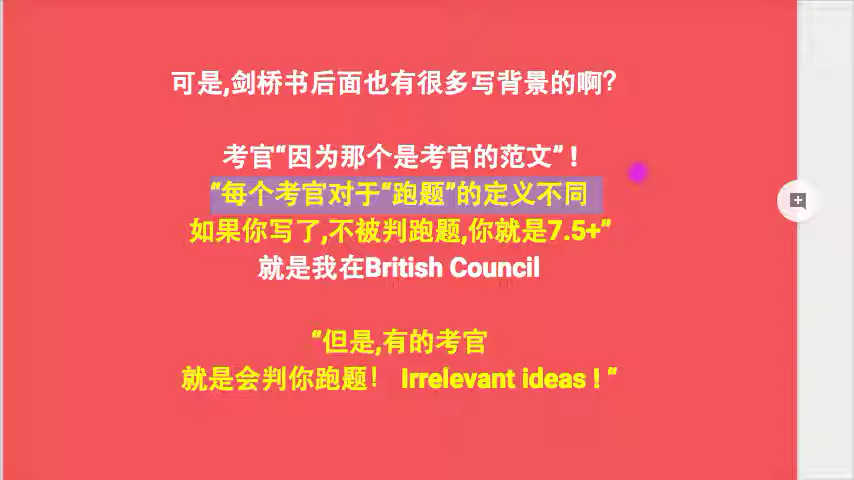 可是,剑桥书后面也有很多写背景的啊?
考官“因为那个是考官的范文”!
“每个考官对于“跑题”的定义不同
如果你写了,不被判跑题,你就是7.5+”
就是我在British Council
“但是,有的考官
就是会判你跑题! Irrelevant ideas ! ”